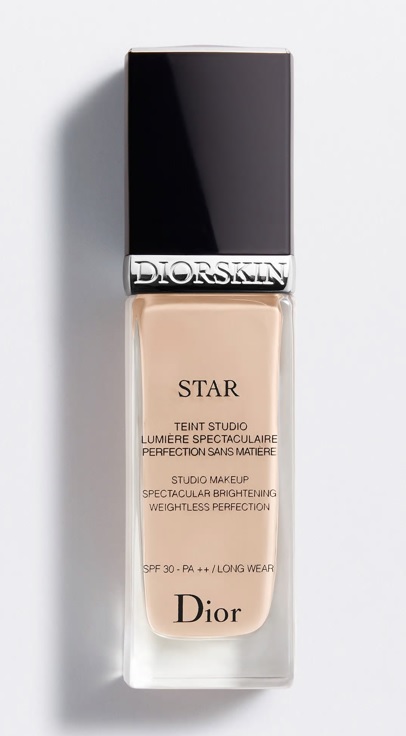 DIORSKIN
STAR
TEINT STUDIO
LUMIÈRE SPECTACULAIRE
PERFECTION SANS MATIÈRE
STUDIO MAKEUP
SPECTACULAR BRIGHTENING
WEIGHTLESS PERFECTION
SPF 30 - PA ++ / LONG WEAR
Dior